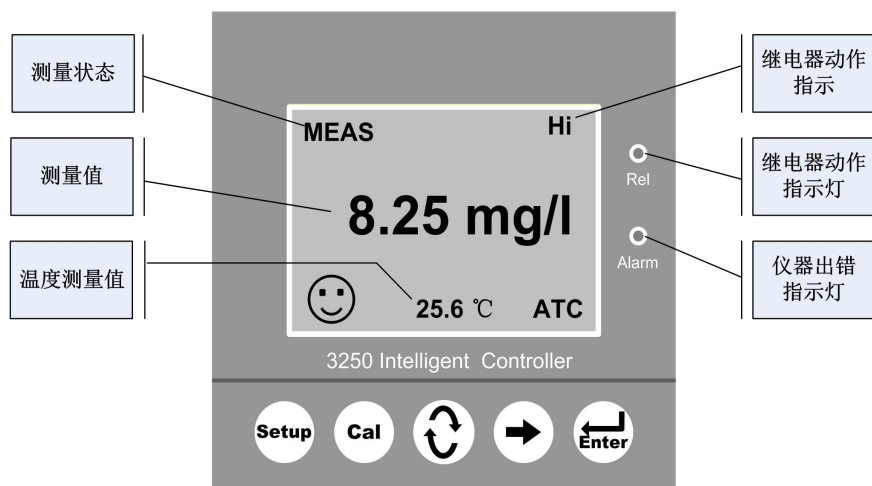 测量状态
测量值
温度测量值
MEAS
Hi
8.25 mg/l
25.6 ℃
ATC
Rel
Alarm
3250 Intelligent Controller
Setup
Cal
Enter
继电器动作
指示
继电器动作
指示灯
仪器出错
指示灯